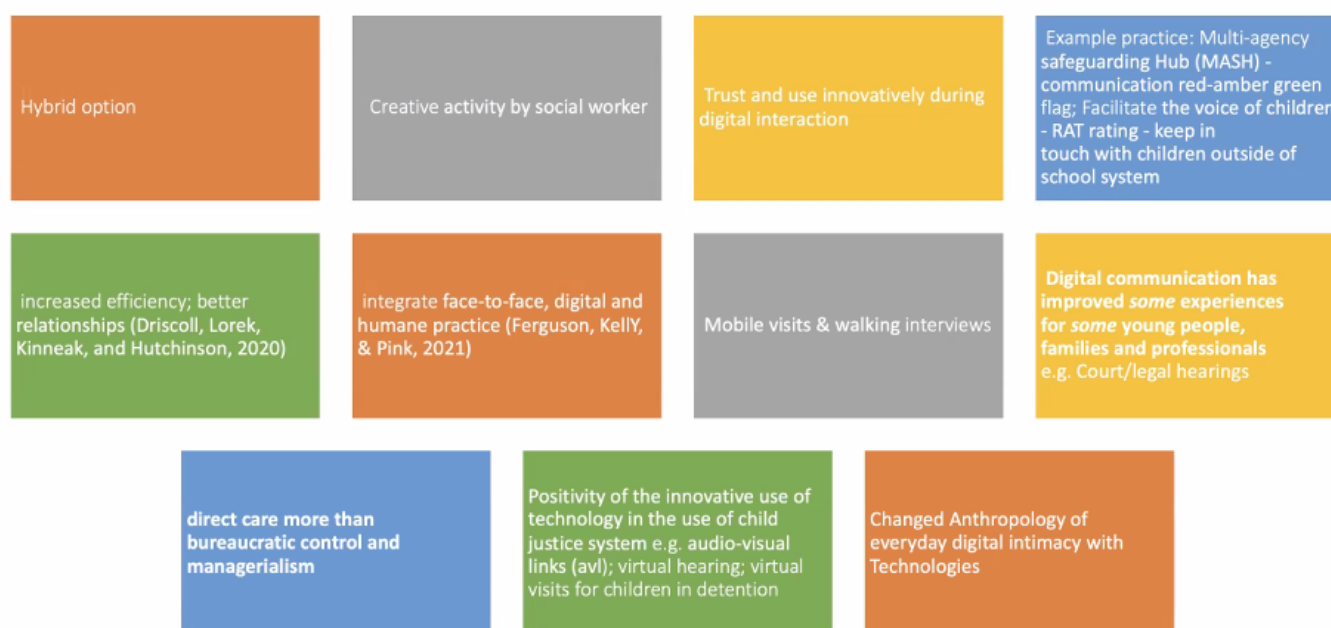 Hybrid option
Creative activity by social worker
Trust and use innovatively during
digital interaction
Example practice: Multi-agency
safeguarding Hub (MASH) -
communication red-amber green
flag; Facilitate the voice of children
- RAT rating - keep in
touch with children outside of
school system
increased efficiency; better
relationships (Driscoll, Lorek,
Kinneak, and Hutchinson, 2020)
integrate face-to-face, digital and
humane practice (Ferguson, KellY,
& Pink, 2021)
Mobile visits & walking interviews
Digital communication has
improved some experiences
for some young people,
families and professionals
e.g. Court/legal hearings
direct care more than
bureaucratic control and
managerialism
Positivity of the innovative use of
technology in the use of child
justice system e.g. audio-visual
links (avl); virtual hearing; virtual
visits for children in detention
Changed Anthropology of
everyday digital intimacy with
Technologies